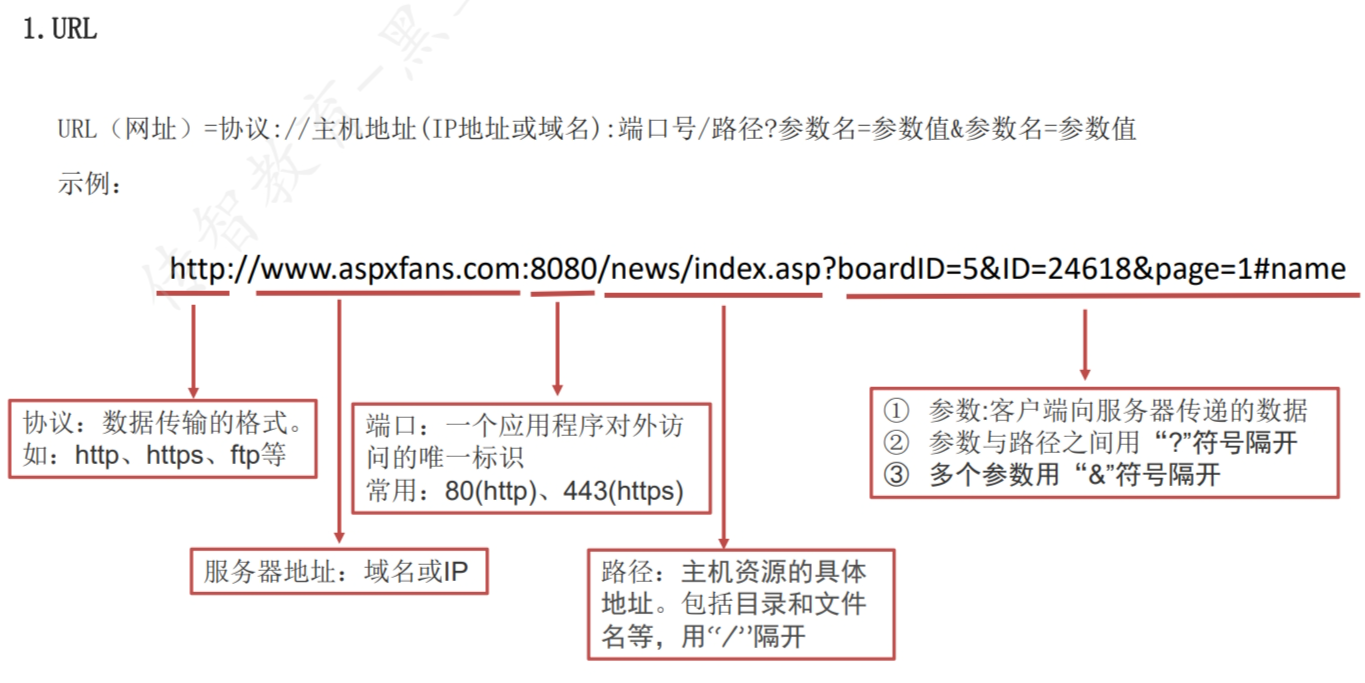 1. URL
URL（网址）=协议://主机地址(IP地址或域名):端口号/路径?参数名=参数值&参数名=参数值
示例：
http://www.aspxfans.com:8080/news/index.asp?boardID=5&ID=24618&page=1#name
协议：数据传输的格式。
如：http、https、ftp等
端口：一个应用程序对外访
问的唯一标识
常用：80(http)、443(https)
① 参数:客户端向服务器传递的数据
② 参数与路径之间用“?”符号隔开
③ 多个参数用“&”符号隔开
服务器地址：域名或IP
路径：主机资源的具体
地址。包括目录和文件
名等，用“/”隔开
传智教育-黑